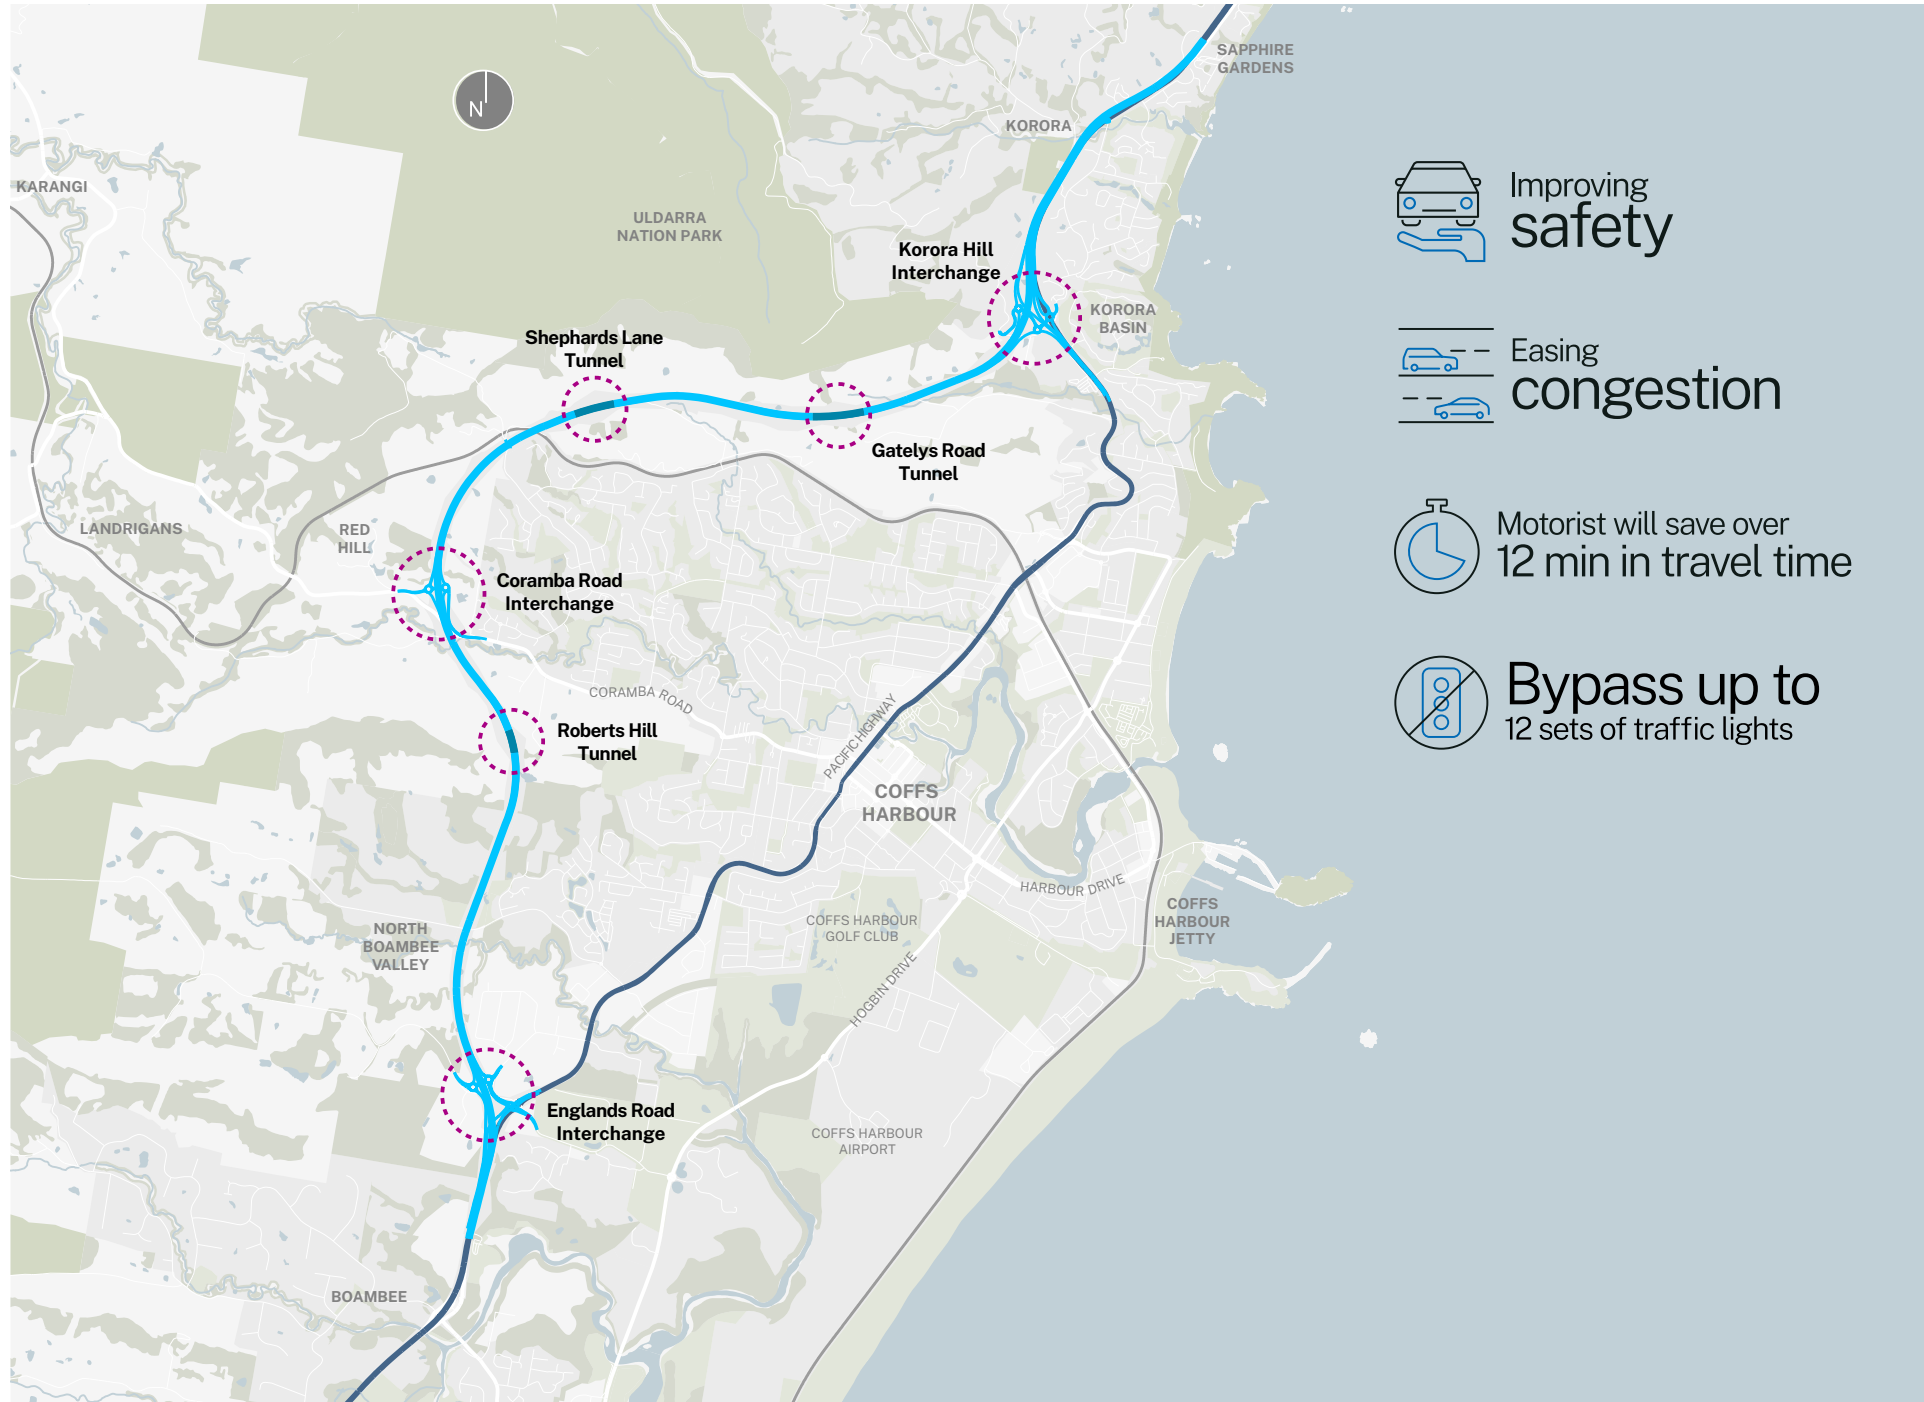 SAPPHIRE
GARDENS
KORORA
N
KARANGI
ULDARRA
NATION PARK
Korora Hill
Interchange
KORORA
BASIN
Shephards Lane
Tunnel
Gatelys Road
Tunnel
LANDRIGANS
RED
HILL
Coramba Road
Interchange
CORAMBA ROAD
PACIFIC HIGHWAY
Roberts Hill
Tunnel
COFFS
HARBOUR
HARBOUR DRIVE
COFFS HARBOUR
GOLF CLUB
COFFS
HARBOUR
JETTY
NORTH
BOAMBEE
VALLEY
HOGBIN DRIVE
Englands Road
Interchange
COFFS HARBOUR
AIRPORT
BOAMBEE
Improving
safety
Easing
congestion
Motorist will save over
12 min in travel time
Bypass up to
12 sets of traffic lights